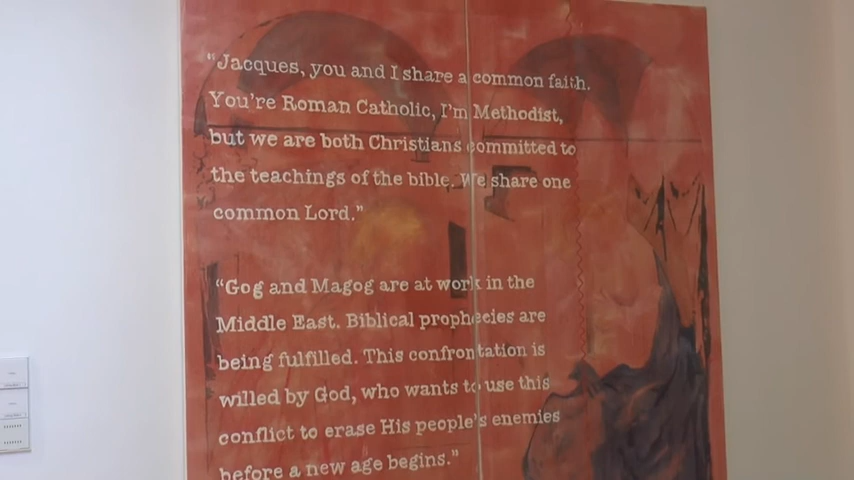 “Jacques, you and I share a common faith.
You’re Roman Catholic, I’m Methodist,
but we are both Christians committed to
the teachings of the bible. We share one
common Lord.”
“Gog and Magog are at work in the
Middle East. Biblical prophecies are
being fulfilled. This confrontation is
willed by God, who wants to use this
conflict to erase His people’s enemies
before a new age begins.”